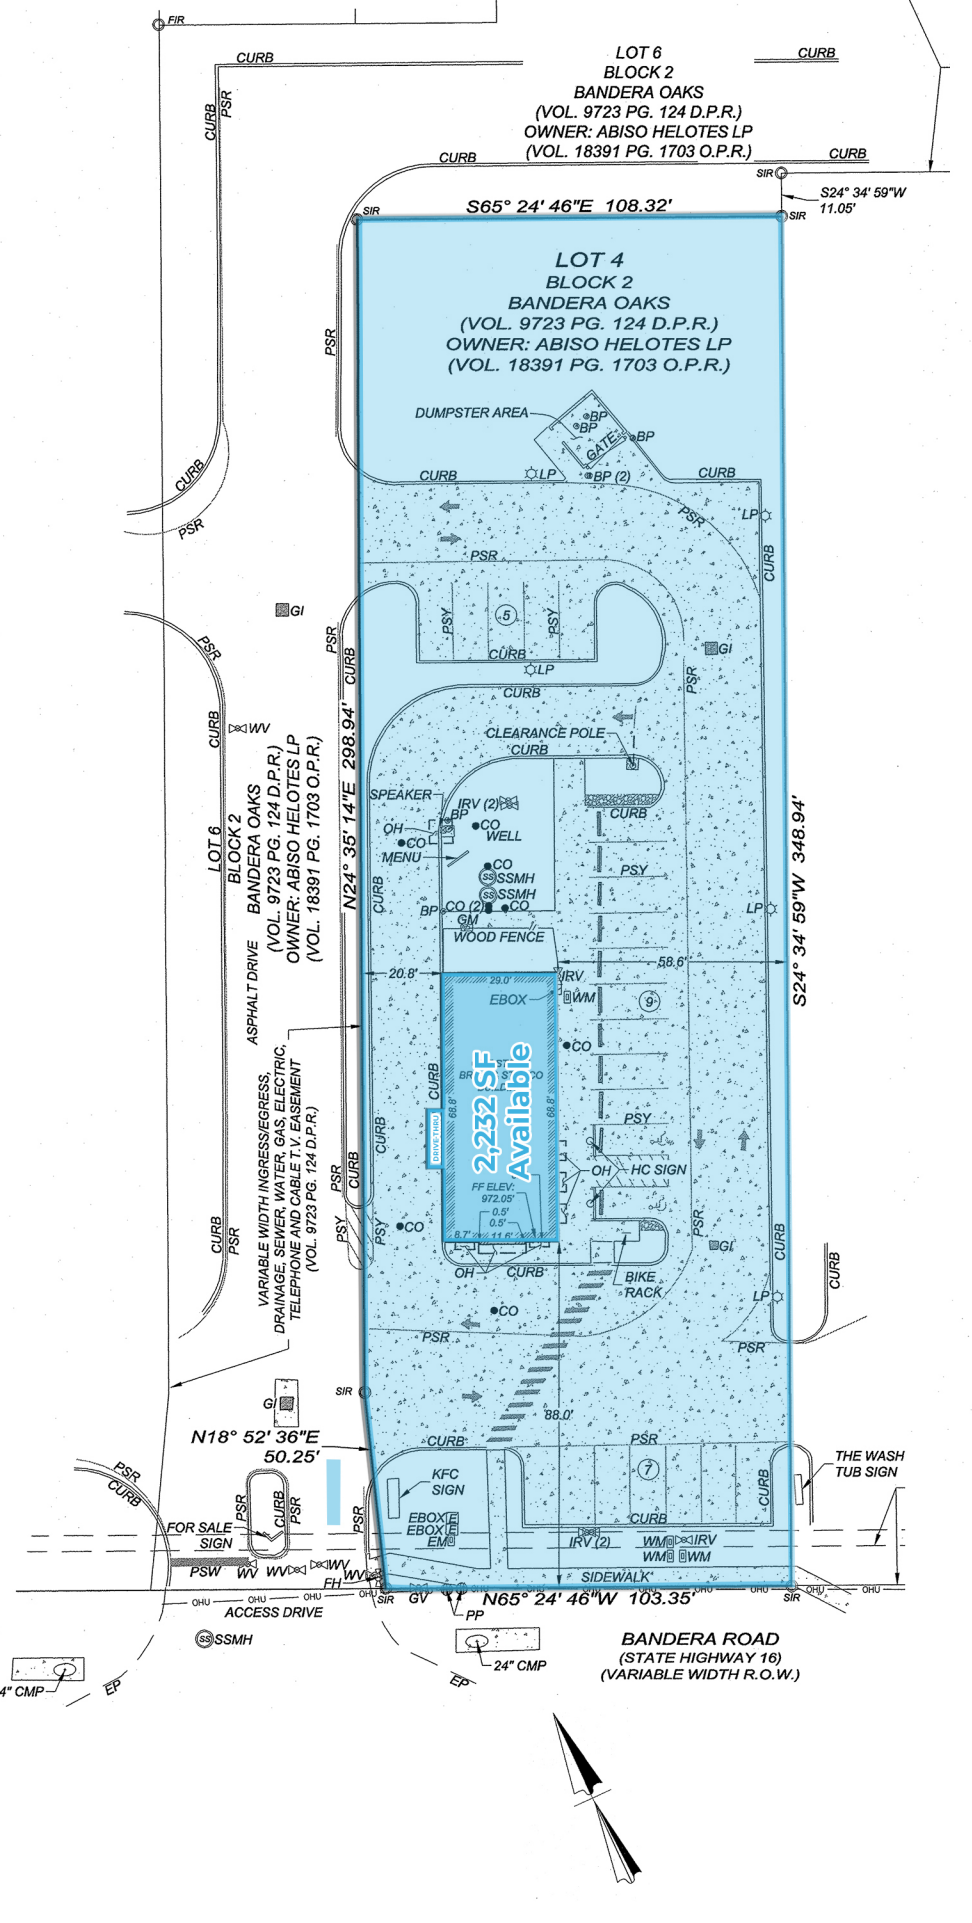 FIR
CURB
CURB
CURB
PSR
LOT 6
BLOCK 2
BANDERA OAKS
(VOL. 9723 PG. 124 D.P.R.)
OWNER: ABISO HELOTES LP
(VOL. 18391 PG. 1703 O.P.R.)
CURB
CURB
SIR
S24° 34' 59"W
11.05'
SIR
S65° 24' 46"E 108.32'
SIR
LOT 4
BLOCK 2
BANDERA OAKS
(VOL. 9723 PG. 124 D.P.R.)
OWNER: ABISO HELOTES LP
(VOL. 18391 PG. 1703 O.P.R.)
PSR
DUMPSTER AREA
BP
BP
GATE
BP
BP (2)
CURB
LP
CURB
CURB
PSR
PSR
LP
CURB
PSR
GI
PSY
5
PSY
PSR
PSR
CURB
CURB
LP
GI
PSR
CURB
CURB
WV
CLEARANCE POLE
CURB
SPEAKER
IRV (2)
BP
OH
CO
WELL
CO
MENU
CURB
CO
SSMH
SSMH
PSY
BP
CO (2)
CO
GM
WOOD FENCE
LP
LOT 6
BLOCK 2
BANDERA OAKS
(VOL. 9723 PG. 124 D.P.R.)
OWNER: ABISO HELOTES LP
(VOL. 18391 PG. 1703 O.P.R.)
N24° 35' 14"E 298.94'
CURB
S24° 34' 59"W 348.94'
20.8'
58.6'
29.0'
IRV
EBOX
WM
9
ASPHALT DRIVE
CO
CURB
68.8'
68.8'
2,232 SF
Available
DRIVE-THRU
PSY
VARIABLE WIDTH INGRESS/EGRESS,
DRAINAGE, SEWER, WATER, GAS, ELECTRIC,
TELEPHONE AND CABLE T.V. EASEMENT
(VOL. 9723 PG. 124 D.P.R.)
CURB
PSR
CURB
OH
HC SIGN
FF ELEV:
972.05'
0.5'
0.5'
8.7'
11.6'
CURB
PSR
PSY
PSY
CO
PSR
CURB
GI
OH
CURB
BIKE
RACK
CURB
LP
CO
PSR
PSR
SIR
GI
88.0'
N18° 52' 36"E
50.25'
CURB
PSR
PSR
CURB
KFC
SIGN
7
CURB
THE WASH
TUB SIGN
PSR
CURB
PSR
PSR
FOR SALE
SIGN
EBOX E
EBOX E
EM
CURB
IRV (2)
WM
IRV
WM
WM
PSW
WV
WV
WV
WV
FH
SIDEWALK
OHU
OHU
OHU
OHU
SIR
GV
N65° 24' 46"W 103.35'
SIR
ACCESS DRIVE
PP
SS
SSMH
BANDERA ROAD
(STATE HIGHWAY 16)
(VARIABLE WIDTH R.O.W.)
24" CMP
4" CMP
EP
EP